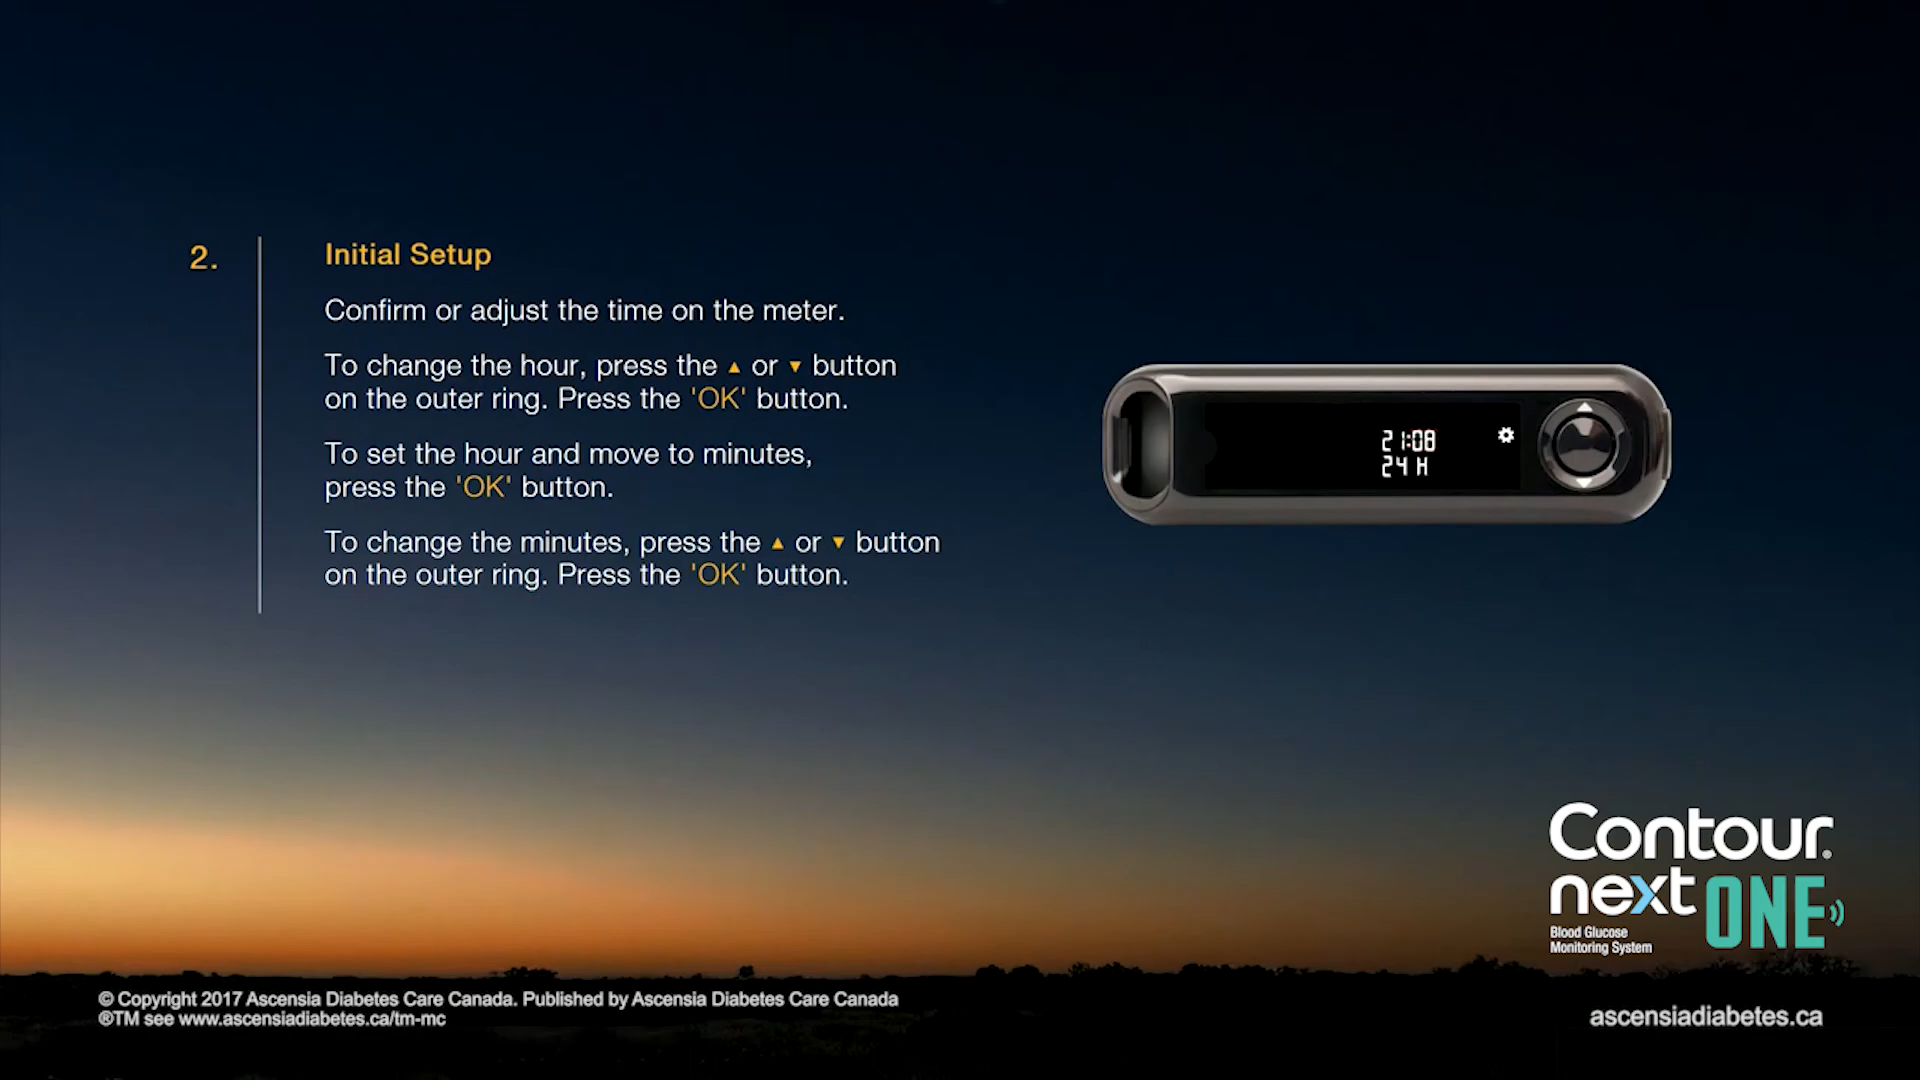 2.
Initial Setup
Confirm or adjust the time on the meter.
To change the hour, press the ▲ or ▼ button
on the outer ring. Press the 'OK' button.
To set the hour and move to minutes,
press the 'OK' button.
To change the minutes, press the ▲ or ▼ button
on the outer ring. Press the 'OK' button.
21:08
24 H
Contour®
next ONE
Blood Glucose
Monitoring System
© Copyright 2017 Ascensia Diabetes Care Canada. Published by Ascensia Diabetes Care Canada
®TM see www.ascensiadiabetes.ca/tm-mc
ascensiadiabetes.ca